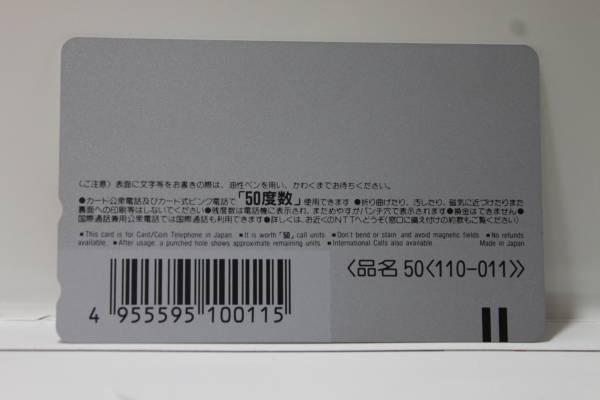 〈ご注意〉表面に文字等をお書きの際は、油性ペンを用い、かわくまでお待ちください。
●カード公衆電話及びカード式ピンク電話で「50度数」使用できます ●折り曲げたり、汚したり、磁気に近づけたりまた
裏面への印刷等はしないでください ●残度数は電話機に表示され、まためやすがパンチ穴で表示されます ●換金はできません ●
国際通話兼用公衆電話では国際通話も利用できます ●詳しくは、お近くのNTTへどうぞ(窓口に備え付けの約款もご覧ください)
■This card is for Card/Coin Telephone in Japan. ■It is worth「50」call units ■Don't bend or stain and avoid magnetic fields. ■No refunds
available. ■After usage: a punched hole shows approximate remaining units ■International Calls also available. Made in Japan
〈品名 50〈110-011〉〉
4 955595 100115